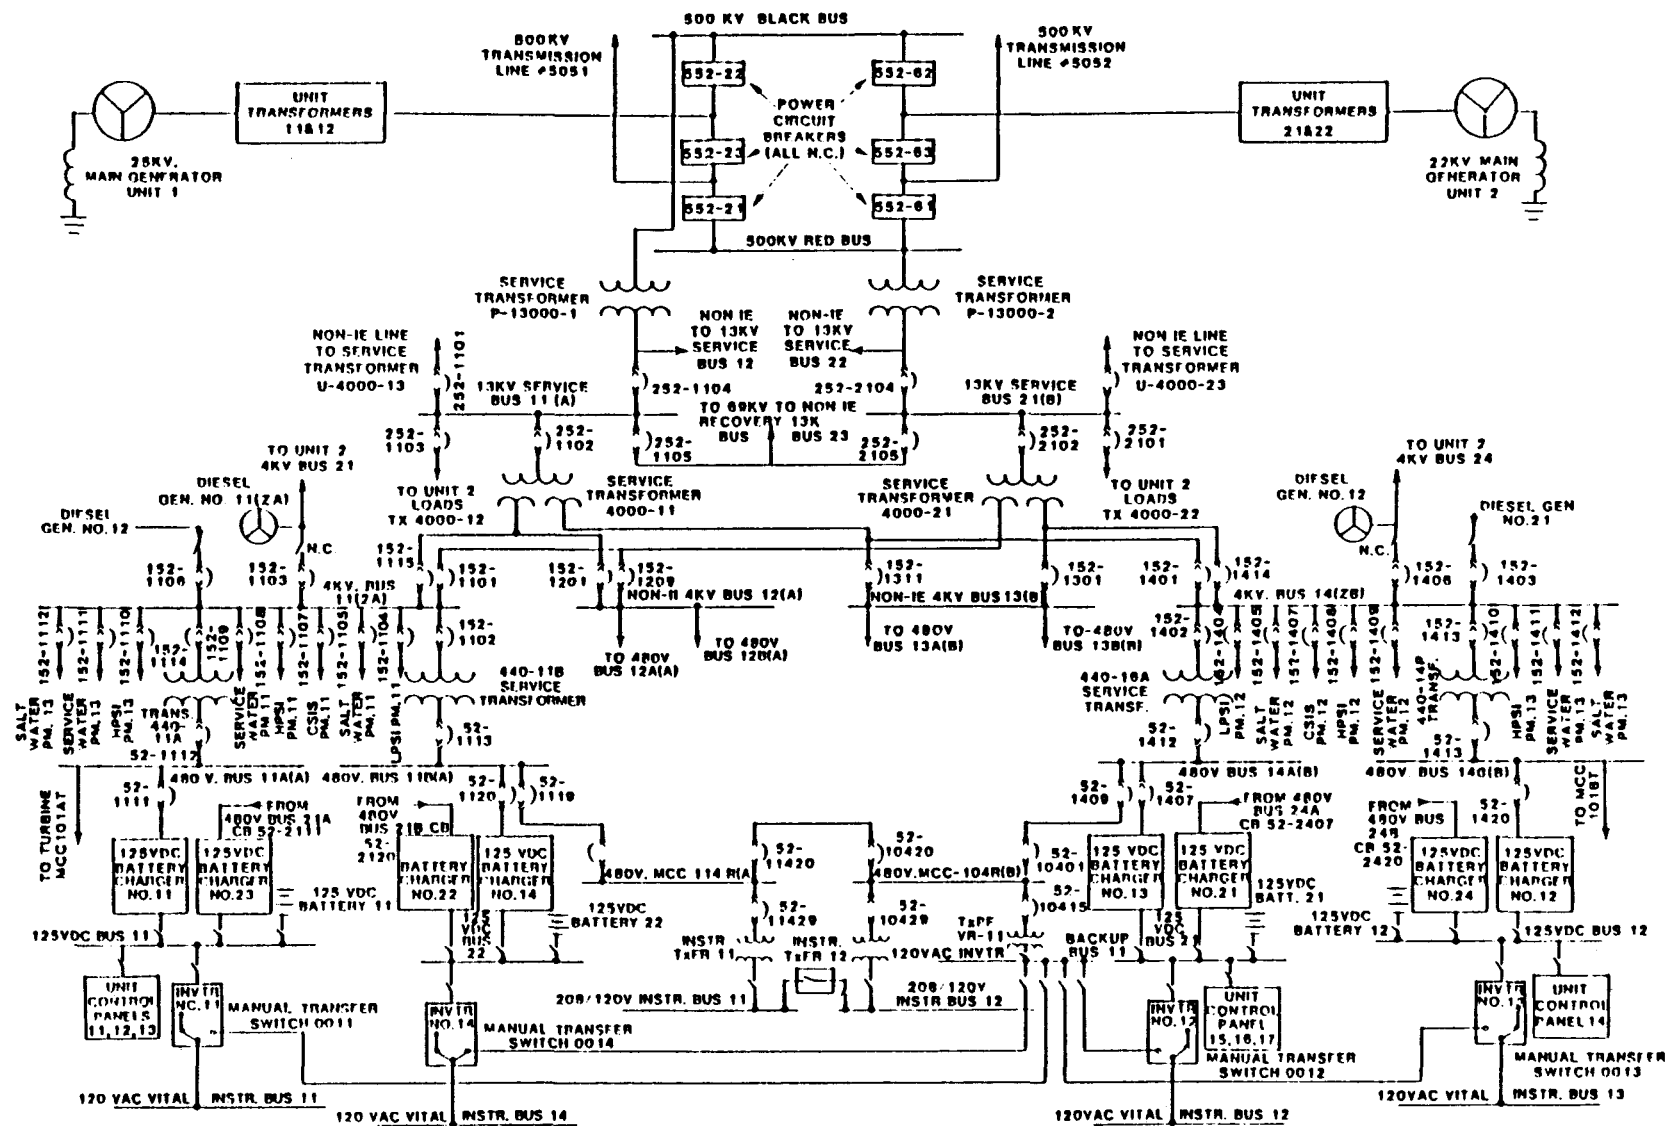 500 KV BLACK BUS
500KV
TRANSMISSION
LINE #5051
500KV
TRANSMISSION
LINE #5052
552-22
552-62
UNIT
TRANSFORMERS
11&12
POWER
CIRCUIT
BREAKERS
(ALL N.C.)
UNIT
TRANSFORMERS
21&22
552-23
552-63
25KV.
MAIN GENERATOR
UNIT 1
22KV MAIN
GENERATOR
UNIT 2
552-21
552-61
500KV RED BUS
SERVICE
TRANSFORMER
P-13000-1
SERVICE
TRANSFORMER
P-13000-2
NON IE
TO 13KV
SERVICE
BUS 12
NON-IE
TO 13KV
SERVICE
BUS 22
NON-IE LINE
TO SERVICE
TRANSFORMER
U-4000-13
252-1101
NON IE LINE
TO SERVICE
TRANSFORMER
U-4000-23
13KV SERVICE
BUS 11 (A)
252-1104
252-2104
13KV SERVICE
BUS 21(B)
TO 69KV TO NON IE
RECOVERY 13K
BUS BUS 23
252-
1103
252-
1102
252-
1105
252-
2105
252-
2102
252-
2101
TO UNIT 2
4KV BUS 21
TO UNIT 2
4KV BUS 24
DIESEL
GEN. NO. 11(ZA)
DIESEL
GEN. NO.12
TO UNIT 2
LOADS
TX 4000-12
SERVICE
TRANSFORMER
4000-11
SERVICE
TRANSFORMER
4000-21
TO UNIT 2
LOADS
TX 4000-22
DIESEL
GEN. NO.12
DIESEL GEN
NO.21
N.C.
N.C.
152-
1106
152-
1103
152-
1115
152-
1101
152-
1201
152-
1209
152-
1311
152-
1301
152-
1401
152-
1414
152-
1406
152-
1403
4KV. BUS
11(ZA)
NON-IE 4KV BUS 12(A)
NON-IE 4KV BUS 13(B)
4KV. BUS 14(ZB)
152-1112
152-1111
152-1110
152-
1114
152-
1109
152-1108
152-1107
152-1105
152-1104
152-
1102
TO 480V
BUS 12A(A)
TO 480V
BUS 12B(A)
TO 480V
BUS 13A(B)
TO-480V
BUS 13B(B)
152-
1402
152-1404
152-1405
152-1407
152-1408
152-1409
152-
1413
152-1410
152-1411
152-1412
SALT
WATER
PM. 13
SERVICE
WATER
PM.13
HPSI
PM.13
TRANS.
440-
11A
SERVICE
WATER
PM 11
HPSI
PM.11
CSIS
PM.11
SALT
WATER
PM.11
LPSI PM.11
440-11B
SERVICE
TRANSFORMER
440-16A
SERVICE
TRANSF.
LPSI
PM.12
SALT
WATER
PM.12
CSIS
PM.12
HPSI
PM.12
SERVICE
WATER
PM.12
440-14P
TRANSF.
HPSI
PM.13
SERVICE
WATER
PM.13
SALT
WATER
PM.13
52-1112
52-
1113
52-
1412
52-
1413
480 V. BUS 11A(A)
480V. BUS 11B(A)
480V BUS 14A(B)
480V BUS 14B(B)
TO TURBINE
MCC101AT
52-
1111
FROM
480V BUS 21A
CB 52-2111
FROM
480V
BUS 21B CB
52-
2120
52-
1120
52-
1119
52-
1409
52-
1407
FROM 480V
BUS 24A
CB 52-2407
FROM
480V BUS
24B
CB 52-
2420
52-
1420
TO MCC
101BT
125VDC
BATTERY
CHARGER
NO.11
125VDC
BATTERY
CHARGER
NO.23
125 VDC
BATTERY 11
125VDC
BATTERY
CHARGER
NO.22
125 VDC
BATTERY
CHARGER
NO.14
125VDC
BATTERY 22
52-
11420
52-
10420
480V. MCC 114 R(A
480V. MCC-104R(B)
52-
10401
52-
10415
52-
11429
52-
10429
125 VDC
BATTERY
CHARGER
NO.13
125 VDC
BATTERY
CHARGER
NO.21
125VDC
BATT. 21
125VDC
BATTERY 12
125VDC
BATTERY
CHARGER
NO.24
125VDC
BATTERY
CHARGER
NO.12
125VDC BUS 11
125
VDC
BUS
22
INSTR.
TxFR 11
INSTR.
TxFR 12
TxPF
VR-11
120VAC INVTR
BACKUP
BUS 11
125
VDC
BUS 21
125VDC BUS 12
UNIT
CONTROL
PANELS
11,12,13
INVTR
NO.11
MANUAL TRANSFER
SWITCH 0011
INVTR
NO.14
MANUAL TRANSFER
SWITCH 0014
208/120V INSTR. BUS 11
208/120V
INSTR BUS 12
INVTR
NO.12
UNIT
CONTROL
PANEL
15,16,17
MANUAL TRANSFER
SWITCH 0012
INVTR
NO.13
UNIT
CONTROL
PANEL 14
MANUAL TRANSFER
SWITCH 0013
120 VAC VITAL INSTR. BUS 11
120 VAC VITAL INSTR. BUS 14
120VAC VITAL INSTR. BUS 12
120VAC VITAL INSTR. BUS 13